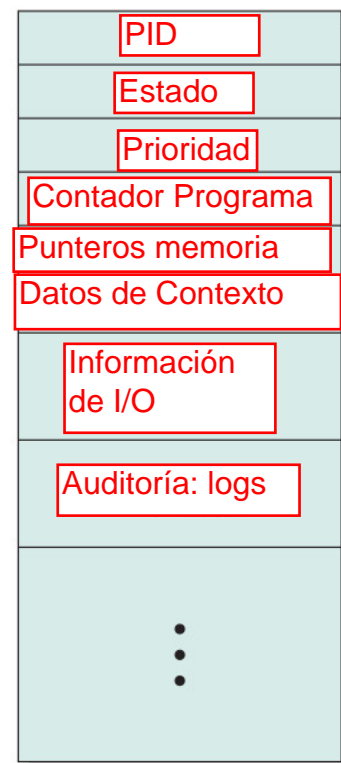 PID
Estado
Prioridad
Contador Programa
Punteros memoria
Datos de Contexto
Información
de I/O
Auditoría: logs